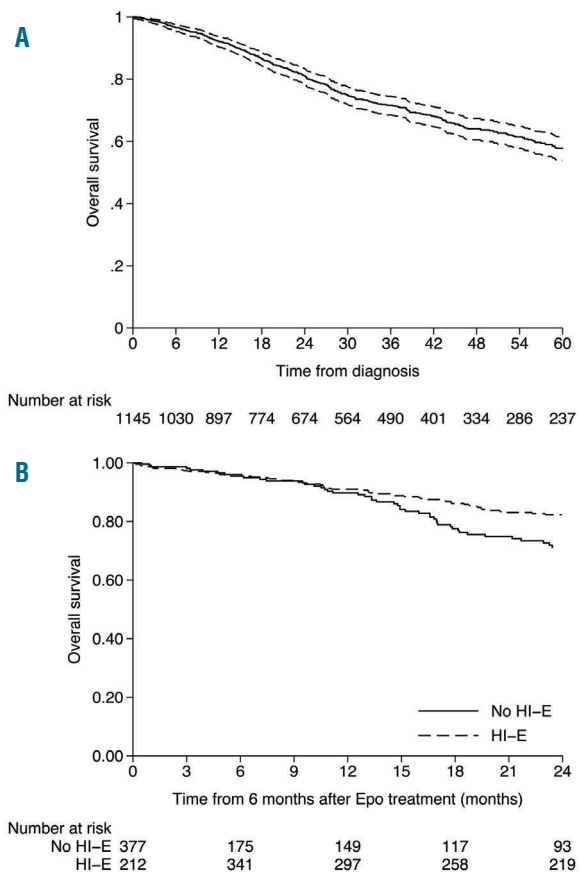 A
1
.8
.6
.4
.2
0
Overall survival
0 6 12 18 24 30 36 42 48 54 60
Time from diagnosis
Number at risk
1145 1030 897 774 674 564 490 401 334 286 237
B
1.00
0.80
0.60
0.40
0.20
0.00
Overall survival
No HI–E
HI–E
0 3 6 9 12 15 18 21 24
Time from 6 months after Epo treatment (months)
Number at risk
No HI–E 377 175 149 117 93
HI–E 212 341 297 258 219